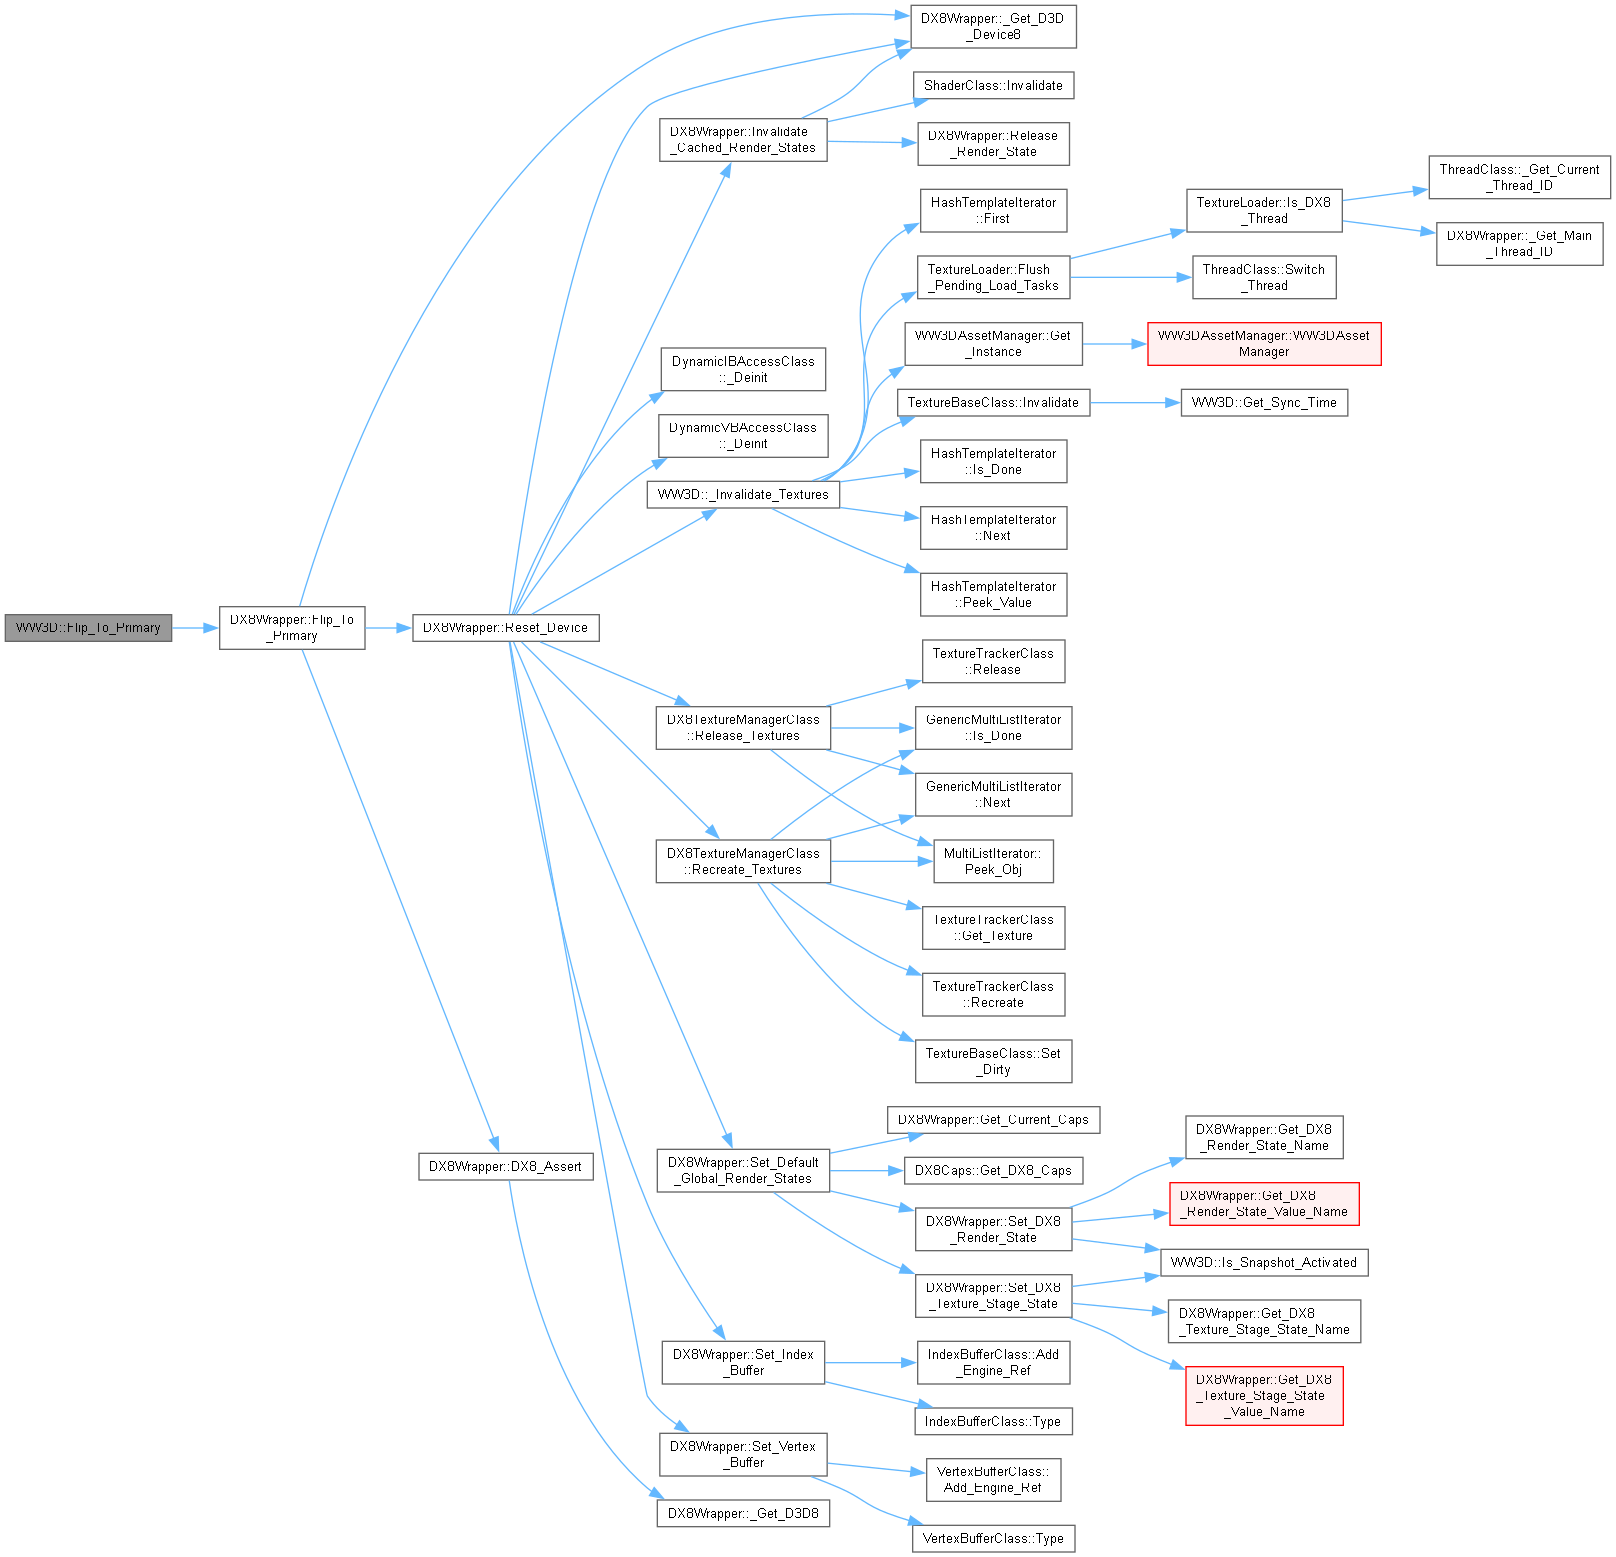 WW3D::Flip_To_Primary
DX8Wrapper::Flip_To
_Primary
DX8Wrapper::Reset_Device
DX8Wrapper::DX8_Assert
DX8Wrapper::Invalidate
_Cached_Render_States
DynamicIBAccessClass
::_Deinit
DynamicVBAccessClass
::_Deinit
WW3D::_Invalidate_Textures
DX8TextureManagerClass
::Release_Textures
DX8TextureManagerClass
::Recreate_Textures
DX8Wrapper::Set_Default
_Global_Render_States
DX8Wrapper::Set_Index
_Buffer
DX8Wrapper::Set_Vertex
_Buffer
DX8Wrapper::_Get_D3D8
DX8Wrapper::_Get_D3D
_Device8
ShaderClass::Invalidate
DX8Wrapper::Release
_Render_State
HashTemplateIterator
::First
TextureLoader::Flush
_Pending_Load_Tasks
WW3DAssetManager::Get
_Instance
TextureBaseClass::Invalidate
HashTemplateIterator
::Is_Done
HashTemplateIterator
::Next
HashTemplateIterator
::Peek_Value
TextureTrackerClass
::Release
GenericMultiListIterator
::Is_Done
GenericMultiListIterator
::Next
MultiListIterator::
Peek_Obj
TextureTrackerClass
::Get_Texture
TextureTrackerClass
::Recreate
TextureBaseClass::Set
_Dirty
DX8Wrapper::Get_Current_Caps
DX8Caps::Get_DX8_Caps
DX8Wrapper::Set_DX8
_Render_State
DX8Wrapper::Set_DX8
_Texture_Stage_State
IndexBufferClass::Add
_Engine_Ref
IndexBufferClass::Type
VertexBufferClass::
Add_Engine_Ref
VertexBufferClass::Type
TextureLoader::Is_DX8
_Thread
ThreadClass::Switch
_Thread
WW3DAssetManager::WW3DAsset
Manager
WW3D::Get_Sync_Time
DX8Wrapper::Get_DX8
_Render_State_Name
DX8Wrapper::Get_DX8
_Render_State_Value_Name
WW3D::Is_Snapshot_Activated
DX8Wrapper::Get_DX8
_Texture_Stage_State_Name
DX8Wrapper::Get_DX8
_Texture_Stage_State
_Value_Name
ThreadClass::_Get_Current
_Thread_ID
DX8Wrapper::_Get_Main
_Thread_ID